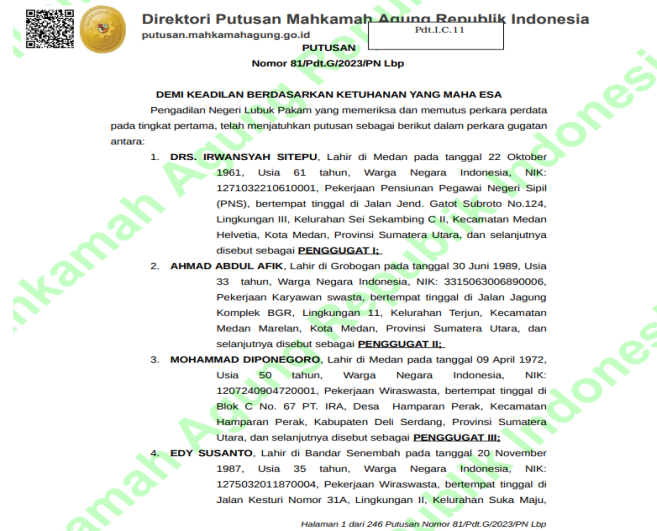 Direktori Putusan Mahkamah Agung Republik Indonesia
putusan.mahkamahagung.go.id
Pdt.I.C.11
PUTUSAN
Nomor 81/Pdt.G/2023/PN Lbp
DEMI KEADILAN BERDASARKAN KETUHANAN YANG MAHA ESA
Pengadilan Negeri Lubuk Pakam yang memeriksa dan memutus perkara perdata
pada tingkat pertama, telah menjatuhkan putusan sebagai berikut dalam perkara gugatan
antara:
1. DRS. IRWANSYAH SITEPU, Lahir di Medan pada tanggal 22 Oktober
1961, Usia 61 tahun, Warga Negara Indonesia, NIK:
1271032210610001, Pekerjaan Pensiunan Pegawai Negeri Sipil
(PNS), bertempat tinggal di Jalan Jend. Gatot Subroto No.124,
Lingkungan III, Kelurahan Sei Sekambing C II, Kecamatan Medan
Helvetia, Kota Medan, Provinsi Sumatera Utara, dan selanjutnya
disebut sebagai PENGGUGAT I;
2. AHMAD ABDUL AFIK, Lahir di Grobogan pada tanggal 30 Juni 1989, Usia
33 tahun, Warga Negara Indonesia, NIK: 3315063006890006,
Pekerjaan Karyawan swasta, bertempat tinggal di Jalan Jagung
Komplek BGR, Lingkungan 11, Kelurahan Terjun, Kecamatan
Medan Marelan, Kota Medan, Provinsi Sumatera Utara, dan
selanjutnya disebut sebagai PENGGUGAT II;
3. MOHAMMAD DIPONEGORO, Lahir di Medan pada tanggal 09 April 1972,
Usia 50 tahun, Warga Negara Indonesia, NIK:
1207240904720001, Pekerjaan Wiraswasta, bertempat tinggal di
Blok C No. 67 PT. IRA, Desa Hamparan Perak, Kecamatan
Hamparan Perak, Kabupaten Deli Serdang, Provinsi Sumatera
Utara, dan selanjutnya disebut sebagai PENGGUGAT III;
4. EDY SUSANTO, Lahir di Bandar Senembah pada tanggal 20 November
1987, Usia 35 tahun, Warga Negara Indonesia, NIK:
1275032011870004, Pekerjaan Wiraswasta, bertempat tinggal di
Jalan Kesturi Nomor 31A, Lingkungan II, Kelurahan Suka Maju,
Halaman 1 dari 246 Putusan Nomor 81/Pdt.G/2023/PN Lbp